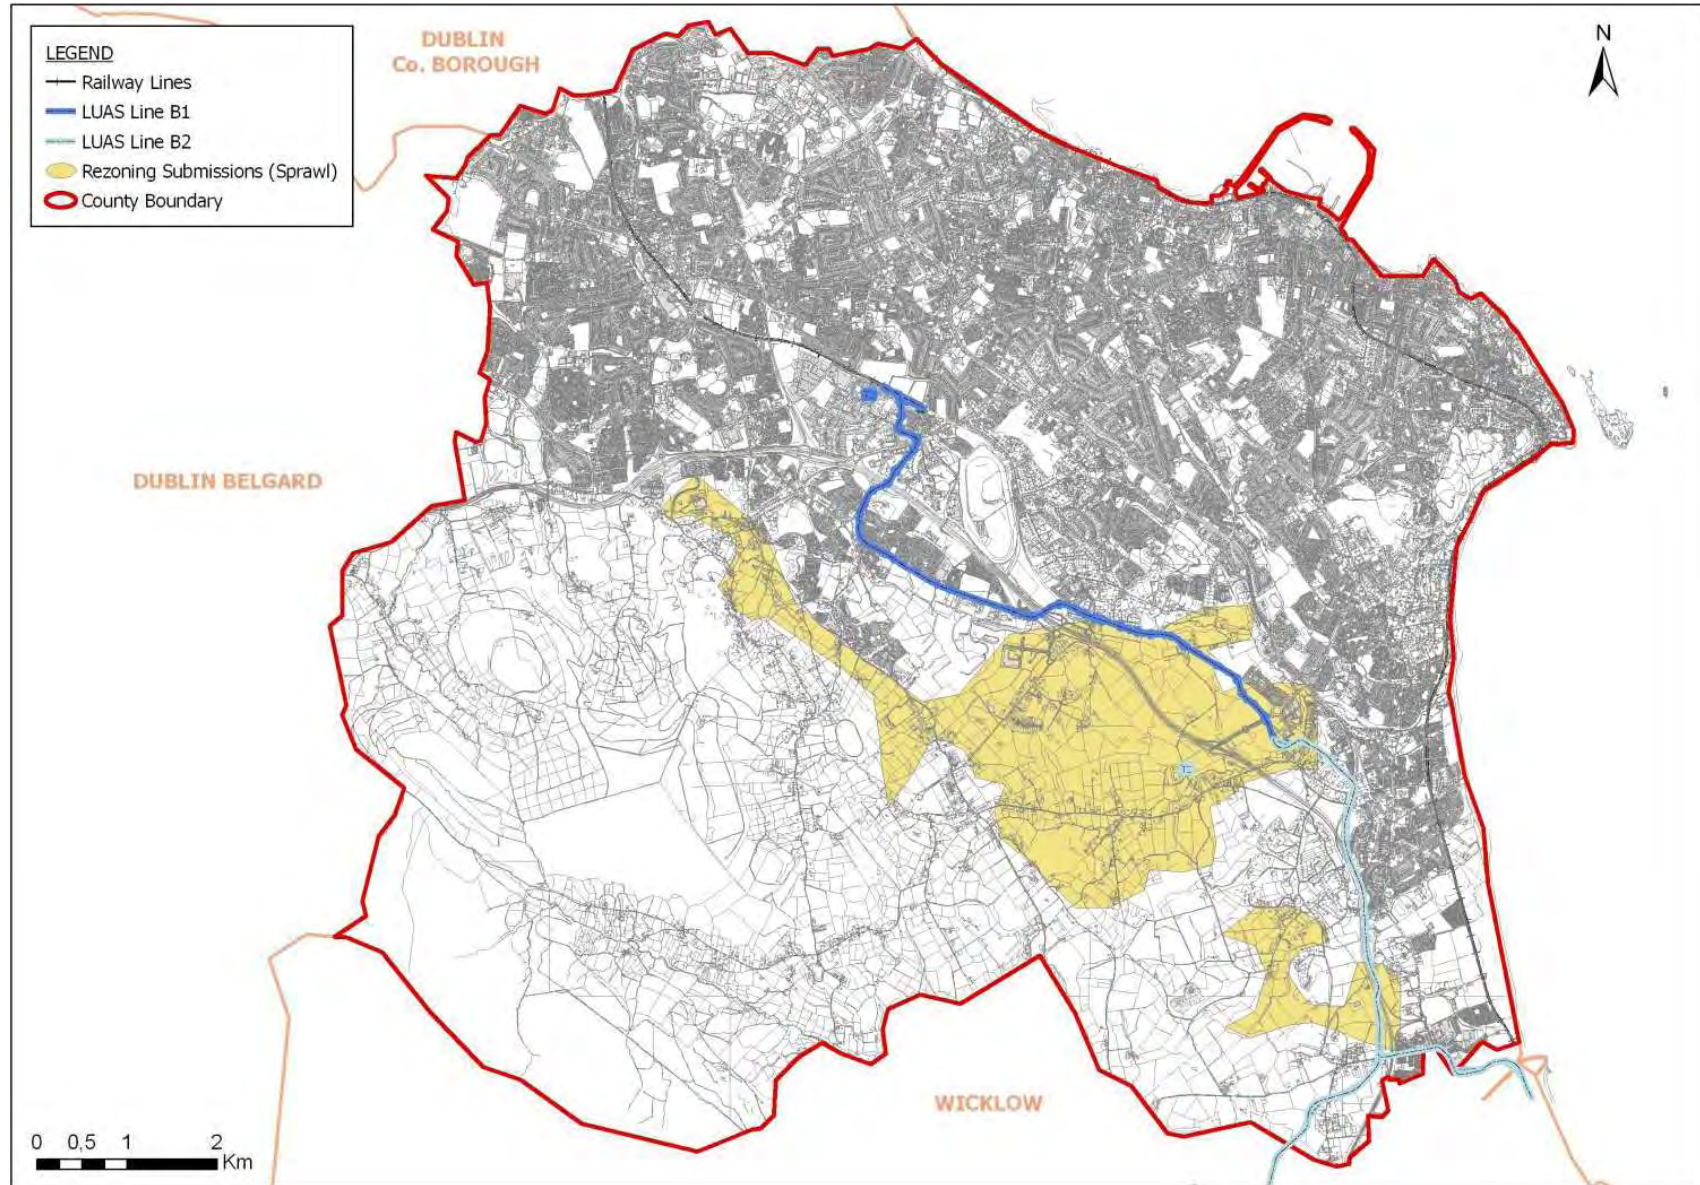 LEGEND
Railway Lines
LUAS Line B1
LUAS Line B2
Rezoning Submissions (Sprawl)
County Boundary
DUBLIN
Co. BOROUGH
N
DUBLIN BELGARD
WICKLOW
0 0,5 1 2
Km